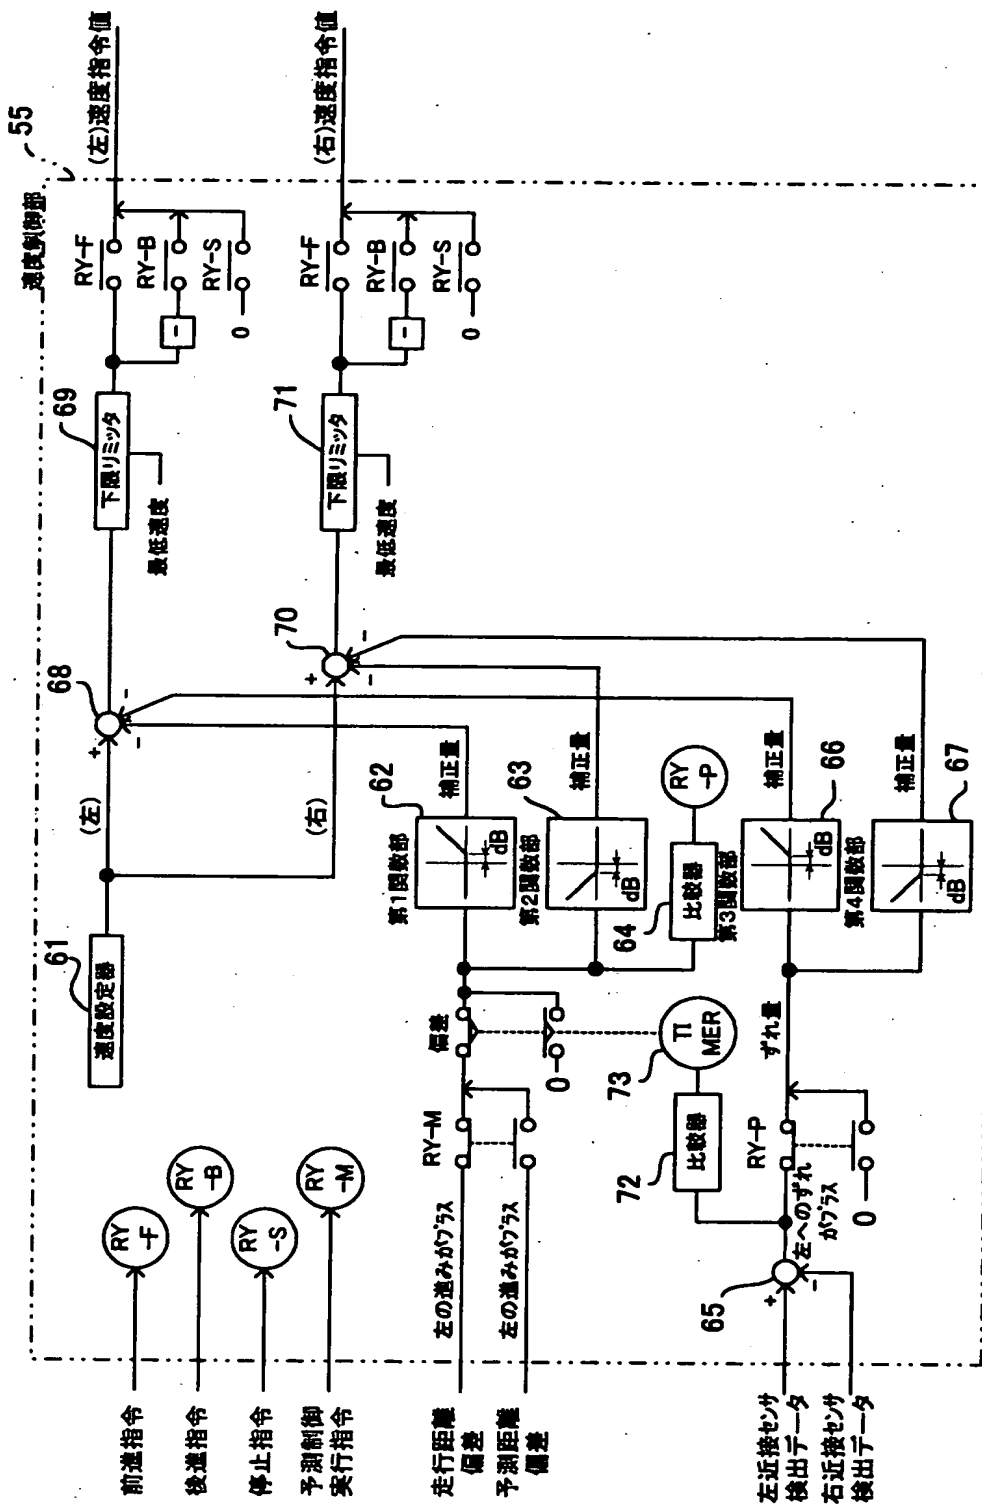 55
速度制御部
前進指令
RY
-F
後進指令
RY
-B
停止指令
RY
-S
予測制御
実行指令
RY
-M
61
速度設定器
(左)
(右)
68
+
-
-
69
下限リミッタ
最低速度
RY-F
RY-B
-
RY-S
0
(左)速度指令値
70
+
-
-
71
下限リミッタ
最低速度
RY-F
RY-B
-
RY-S
0
(右)速度指令値
走行距離
偏差
左の進みがプラス
予測距離
偏差
左の進みがプラス
RY-M
偏差
0
62
第1関数部
dB
補正量
63
第2関数部
dB
補正量
64
比較器
RY
-P
72
比較器
73
TI
MER
左近接センサ
検出データ
右近接センサ
検出データ
65
+
-
左へのずれ
がプラス
RY-P
0
ずれ量
66
第3関数部
dB
補正量
67
第4関数部
dB
補正量